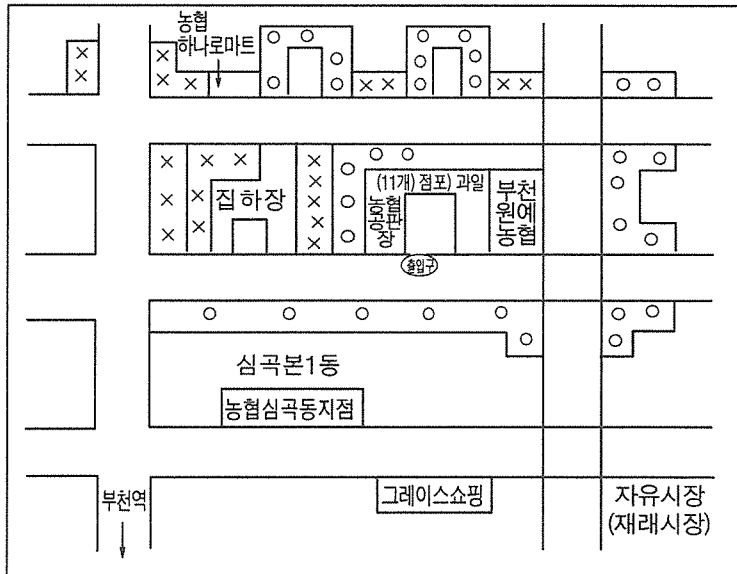 농협
하나로마트
집하장
(11개) 점포) 과일
농협
공판
장
부천
원예
농협
출입구
심곡본1동
농협심곡동지점
부천역
그레이스쇼핑
자유시장
(재래시장)